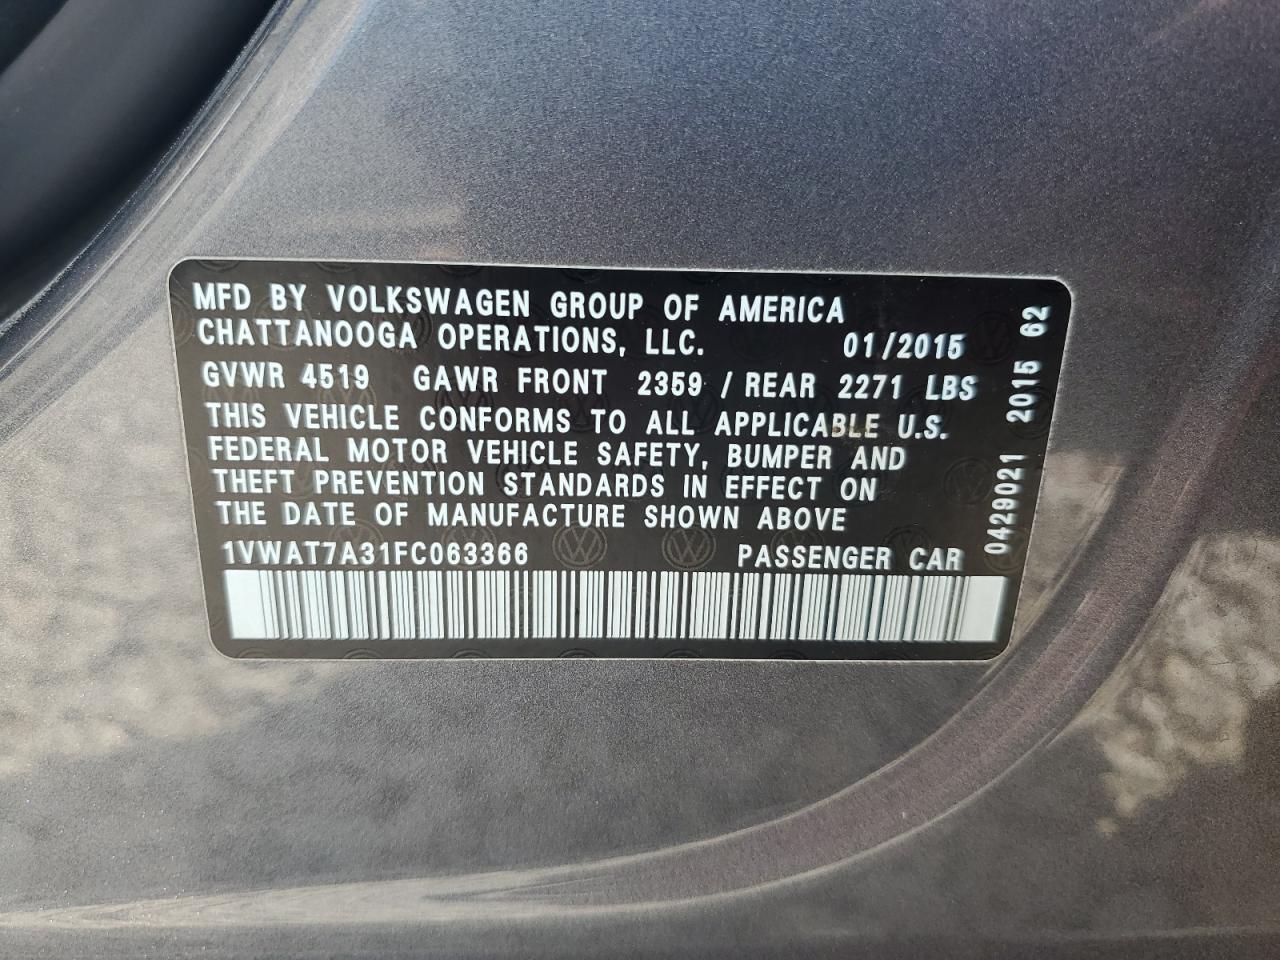 MFD BY VOLKSWAGEN GROUP OF AMERICA
CHATTANOOGA OPERATIONS, LLC. 01/2015
GVWR 4519 GAWR FRONT 2359 / REAR 2271 LBS
THIS VEHICLE CONFORMS TO ALL APPLICABLE U.S.
FEDERAL MOTOR VEHICLE SAFETY, BUMPER AND
THEFT PREVENTION STANDARDS IN EFFECT ON
THE DATE OF MANUFACTURE SHOWN ABOVE
1VWAT7A31FC063366 PASSENGER CAR
0429021 2015 62